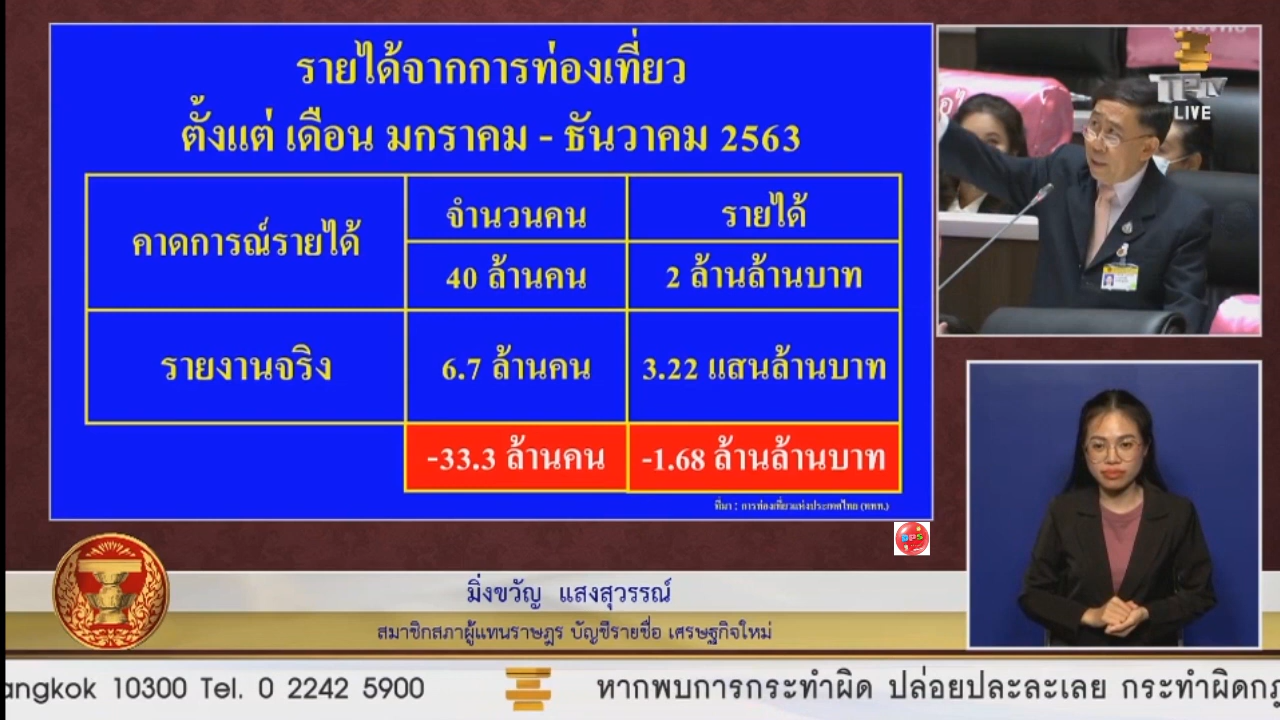 รายได้จากการท่องเที่ยว
ตั้งแต่ เดือน มกราคม - ธันวาคม 2563
คาดการณ์รายได้
จำนวนคน
รายได้
40 ล้านคน
2 ล้านล้านบาท
รายงานจริง
6.7 ล้านคน
3.22 แสนล้านบาท
-33.3 ล้านคน
-1.68 ล้านล้านบาท
ที่มา : การท่องเที่ยวแห่งประเทศไทย (ททท.)
TPTV
LIVE
DPS
มิ่งขวัญ แสงสุวรรณ์
สมาชิกสภาผู้แทนราษฎร บัญชีรายชื่อ เศรษฐกิจใหม่
angkok 10300 Tel. 0 2242 5900
หากพบการกระทำผิด ปล่อยปละละเลย กระทำผิดกฎ